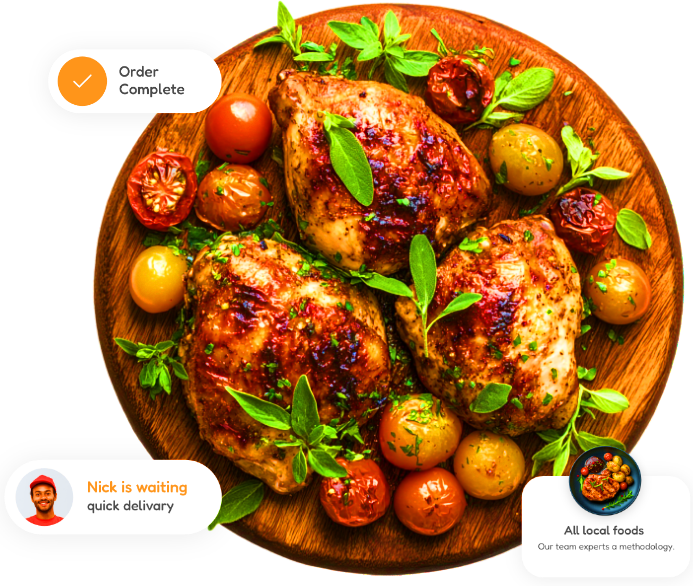 Order
Complete
Nick is waiting
quick delivary
All local foods
Our team experts a methodology.